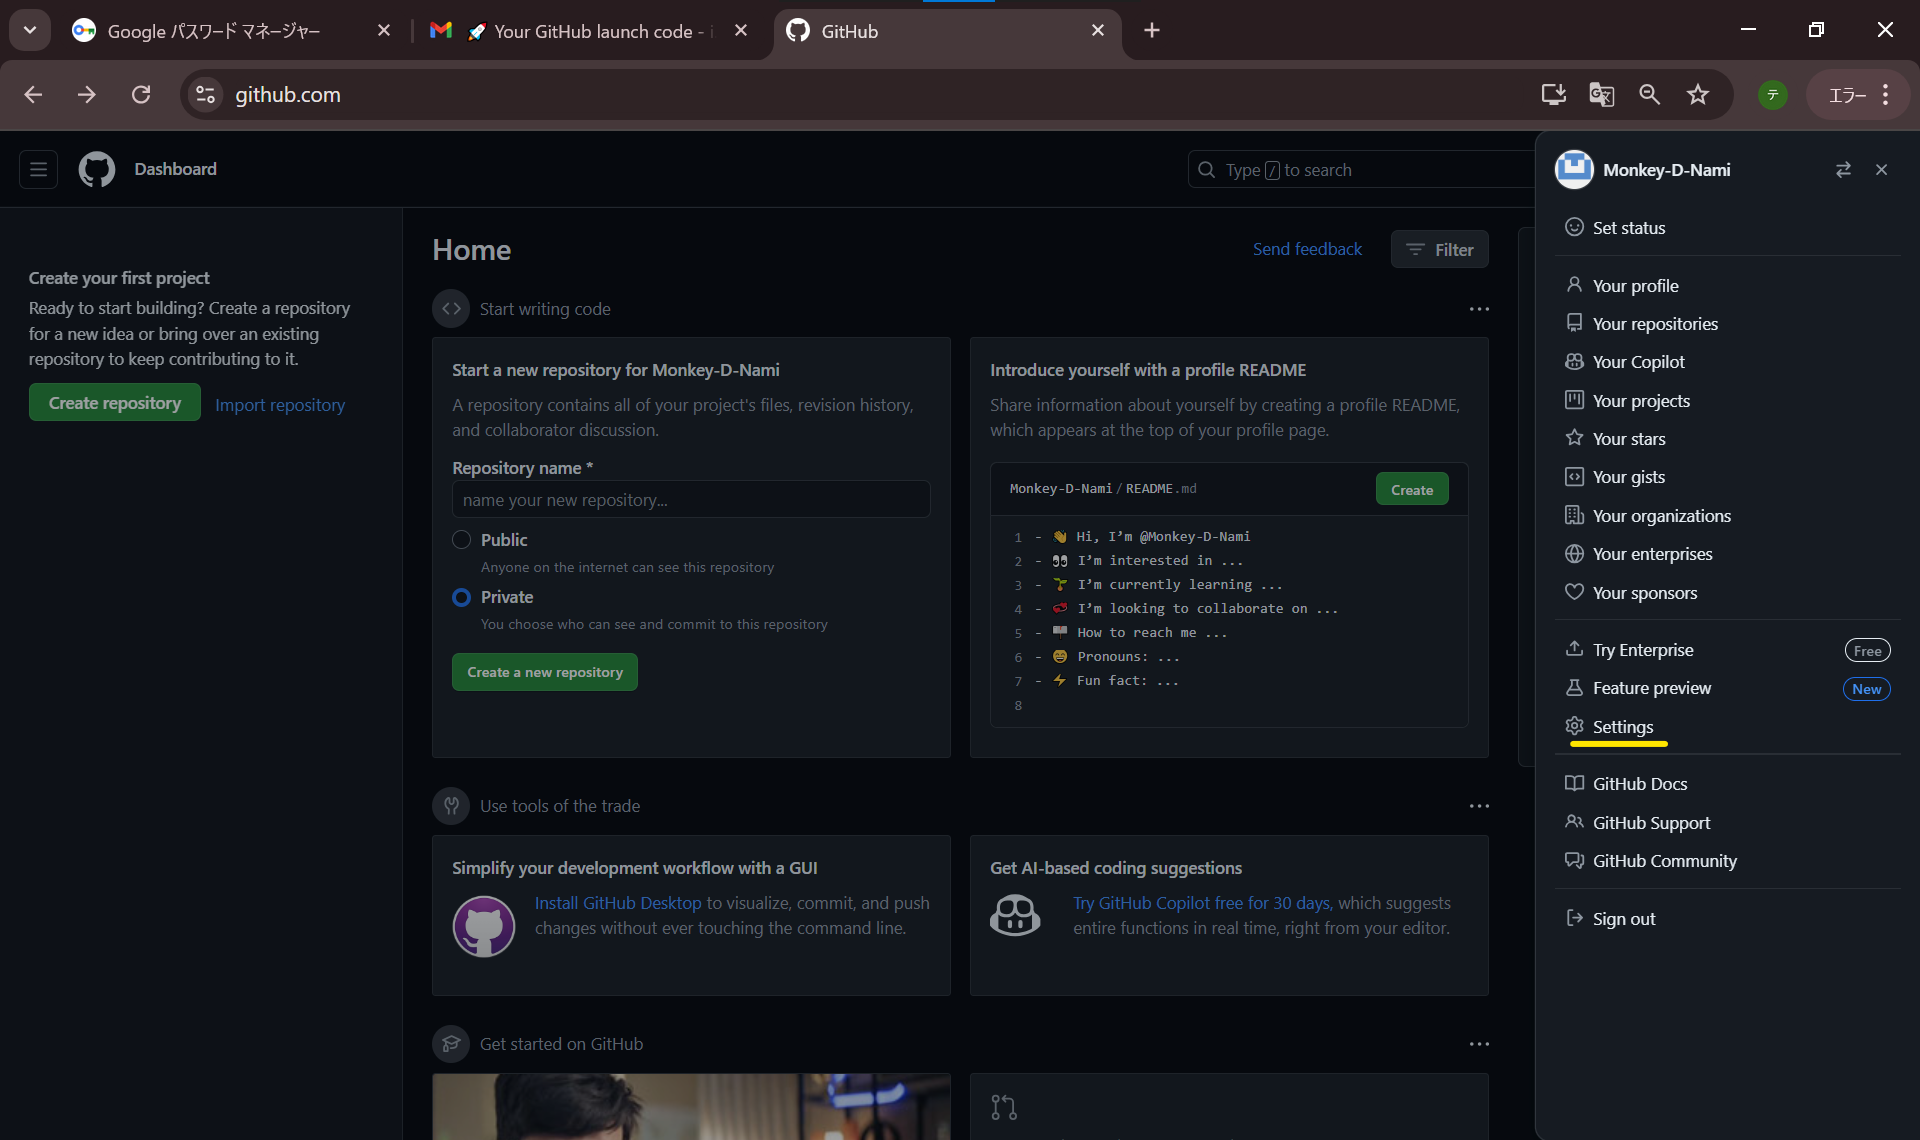 Google パスワード マネージャー
🚀 Your GitHub launch code - i
GitHub
github.com
テ
エラー
Dashboard
Type / to search
Monkey-D-Nami
Set status
Your profile
Your repositories
Your Copilot
Your projects
Your stars
Your gists
Your organizations
Your enterprises
Your sponsors
Try Enterprise
Free
Feature preview
New
Settings
GitHub Docs
GitHub Support
GitHub Community
Sign out
Create your first project
Ready to start building? Create a repository
for a new idea or bring over an existing
repository to keep contributing to it.
Create repository
Import repository
Home
Send feedback
Filter
Start writing code
Start a new repository for Monkey-D-Nami
A repository contains all of your project's files, revision history,
and collaborator discussion.
Repository name *
name your new repository...
Public
Anyone on the internet can see this repository
Private
You choose who can see and commit to this repository
Create a new repository
Introduce yourself with a profile README
Share information about yourself by creating a profile README,
which appears at the top of your profile page.
Monkey-D-Nami / README.md
Create
1 - 👋 Hi, I’m @Monkey-D-Nami
2 - 👀 I’m interested in ...
3 - 🌱 I’m currently learning ...
4 - 💞️ I’m looking to collaborate on ...
5 - 📫 How to reach me ...
6 - 😄 Pronouns: ...
7 - ⚡ Fun fact: ...
8
Use tools of the trade
Simplify your development workflow with a GUI
Install GitHub Desktop to visualize, commit, and push
changes without ever touching the command line.
Get AI-based coding suggestions
Try GitHub Copilot free for 30 days, which suggests
entire functions in real time, right from your editor.
Get started on GitHub